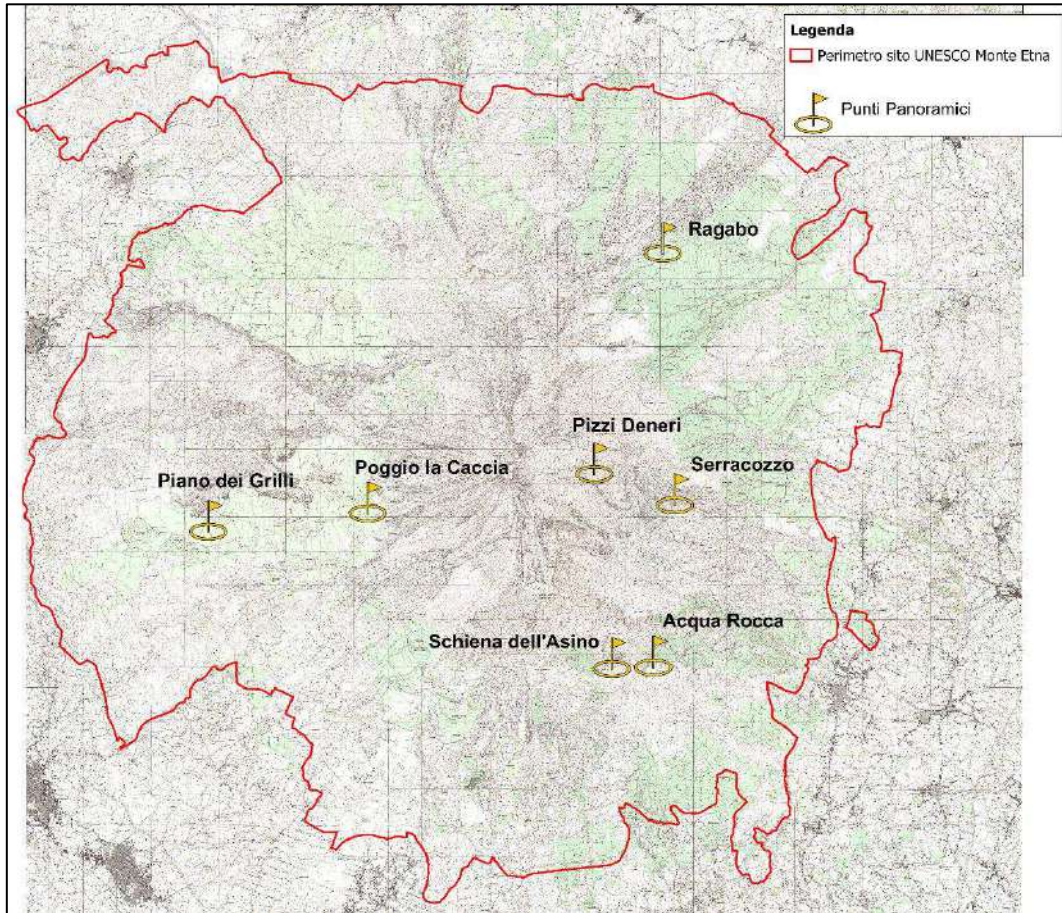 Legenda
Perimetro sito UNESCO Monte Etna
Punti Panoramici
Ragabo
Pizzi Deneri
Serracozzo
Poggio la Caccia
Piano dei Grilli
Acqua Rocca
Schiena dell'Asino